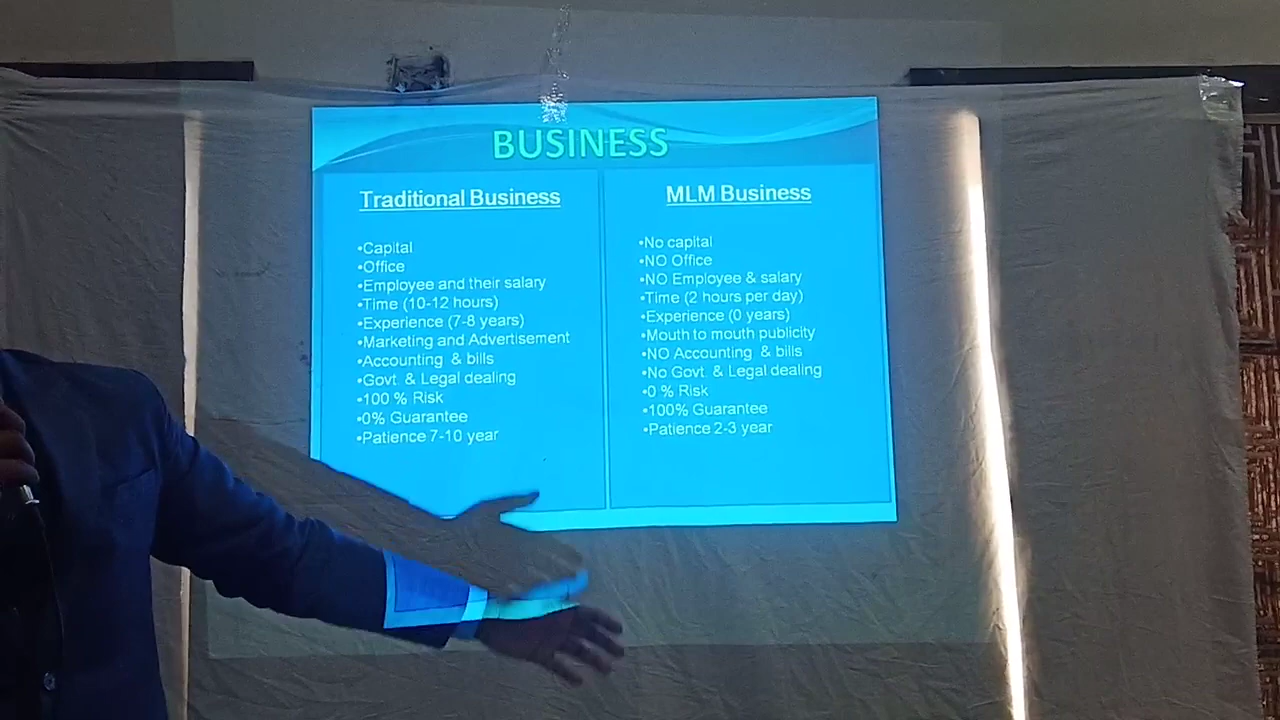 BUSINESS
Traditional Business
•Capital
•Office
•Employee and their salary
•Time (10-12 hours)
•Experience (7-8 years)
•Marketing and Advertisement
•Accounting & bills
•Govt. & Legal dealing
•100 % Risk
•0% Guarantee
•Patience 7-10 year
MLM Business
•No capital
•NO Office
•NO Employee & salary
•Time (2 hours per day)
•Experience (0 years)
•Mouth to mouth publicity
•NO Accounting & bills
•No Govt. & Legal dealing
•0 % Risk
•100% Guarantee
•Patience 2-3 year